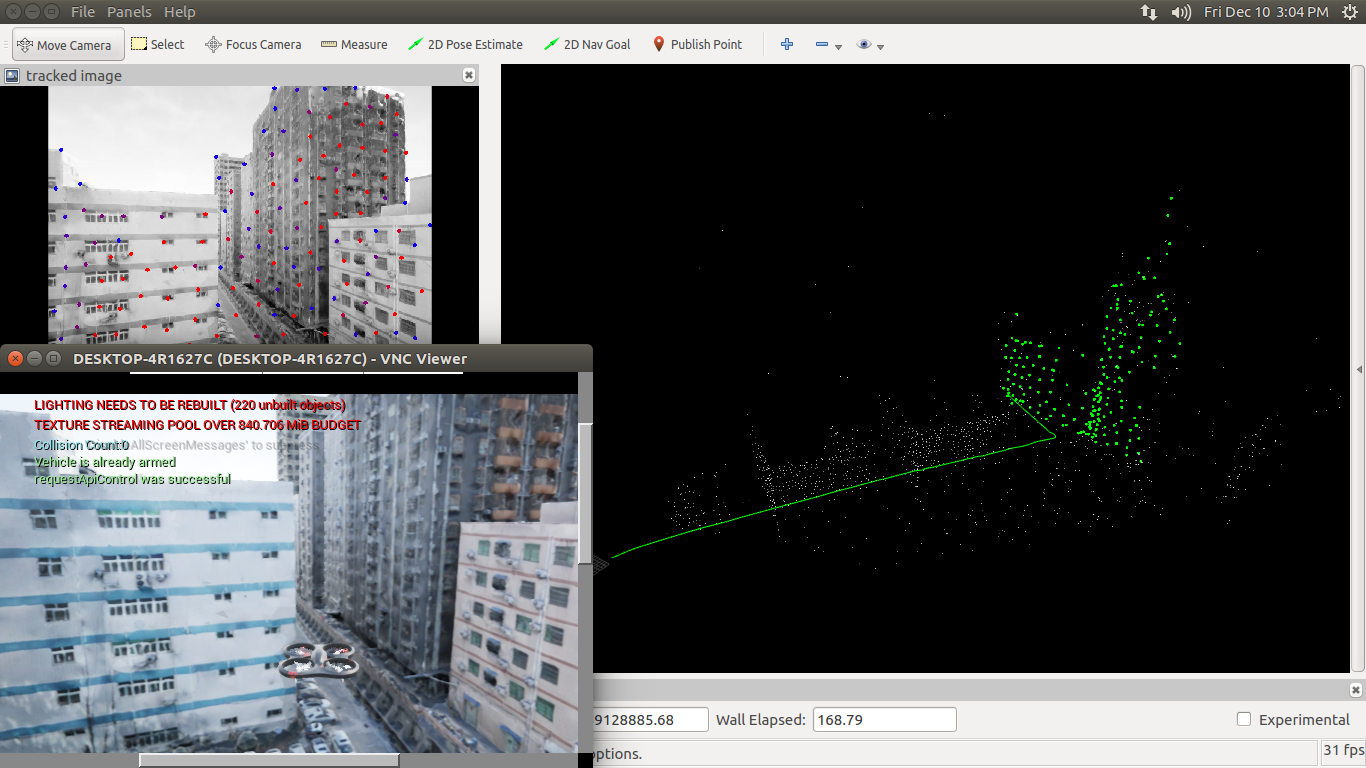 File Panels Help
Fri Dec 10 3:04 PM
Move Camera Select Focus Camera Measure 2D Pose Estimate 2D Nav Goal Publish Point
tracked image
DESKTOP-4R1627C (DESKTOP-4R1627C) - VNC Viewer
LIGHTING NEEDS TO BE REBUILT (220 unbuilt objects)
TEXTURE STREAMING POOL OVER 840.706 MiB BUDGET
Collision Count:0 AllScreenMessages' to suppress
Vehicle is already armed
requestApiControl was successful
9128885.68 Wall Elapsed: 168.79 Experimental
options.
31 fps